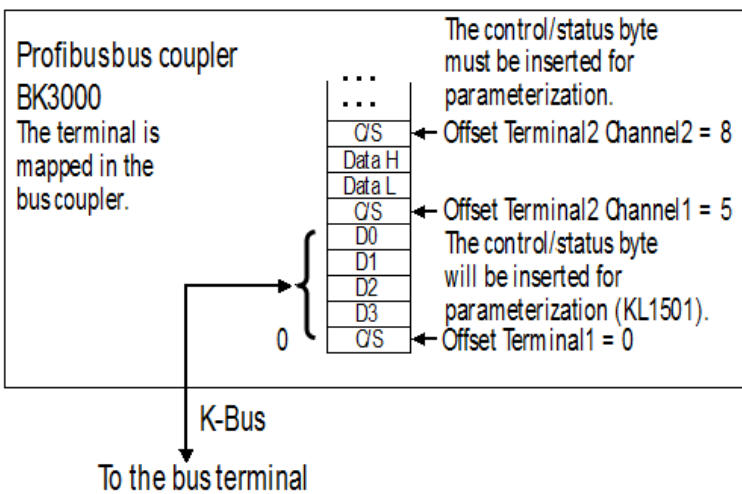 Profibusbus coupler
BK3000
The terminal is
mapped in the
bus coupler.
The control/status byte
must be inserted for
parameterization.
...
...
C/S
Offset Terminal2 Channel2 = 8
Data H
Data L
C/S
Offset Terminal2 Channel1 = 5
D0
D1
D2
D3
The control/status byte
will be inserted for
parameterization (KL1501).
0
C/S
Offset Terminal1 = 0
K-Bus
To the bus terminal